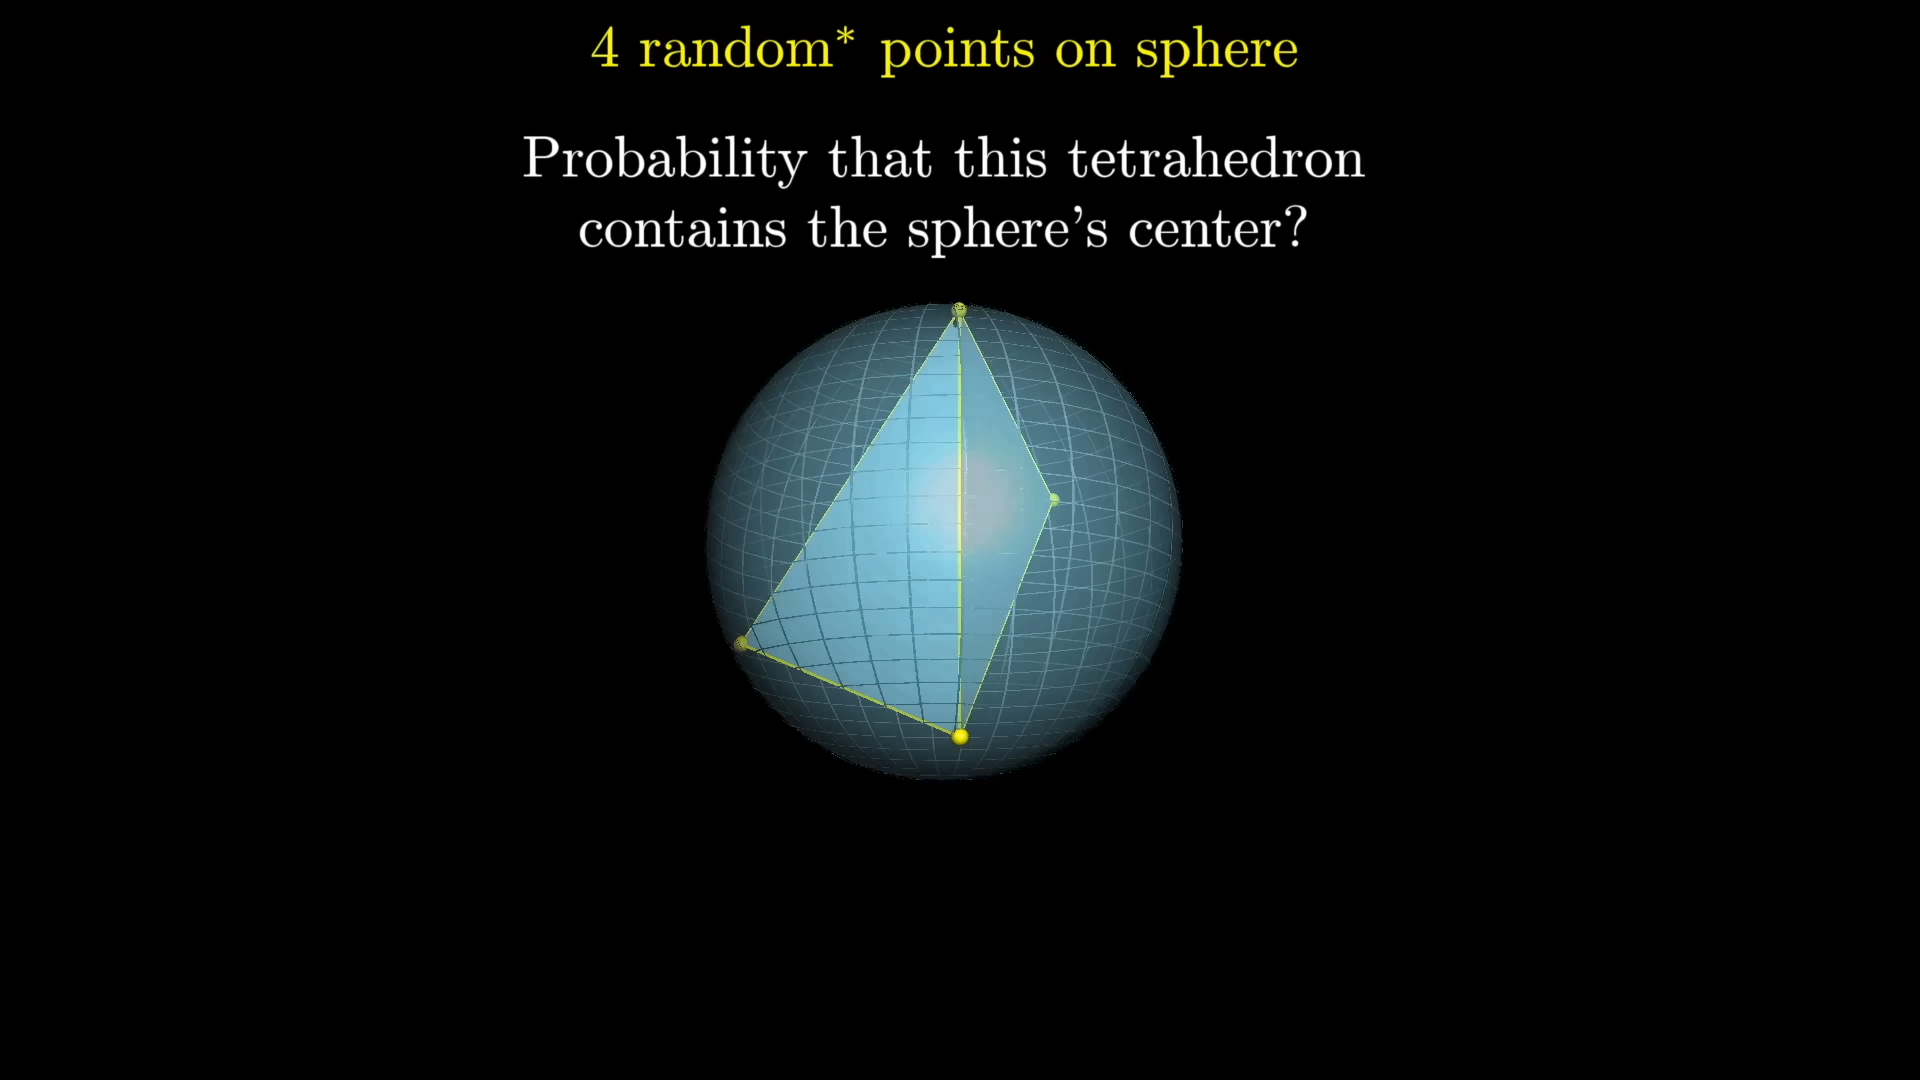 4 random* points on sphere
Probability that this tetrahedron
contains the sphere’s center?